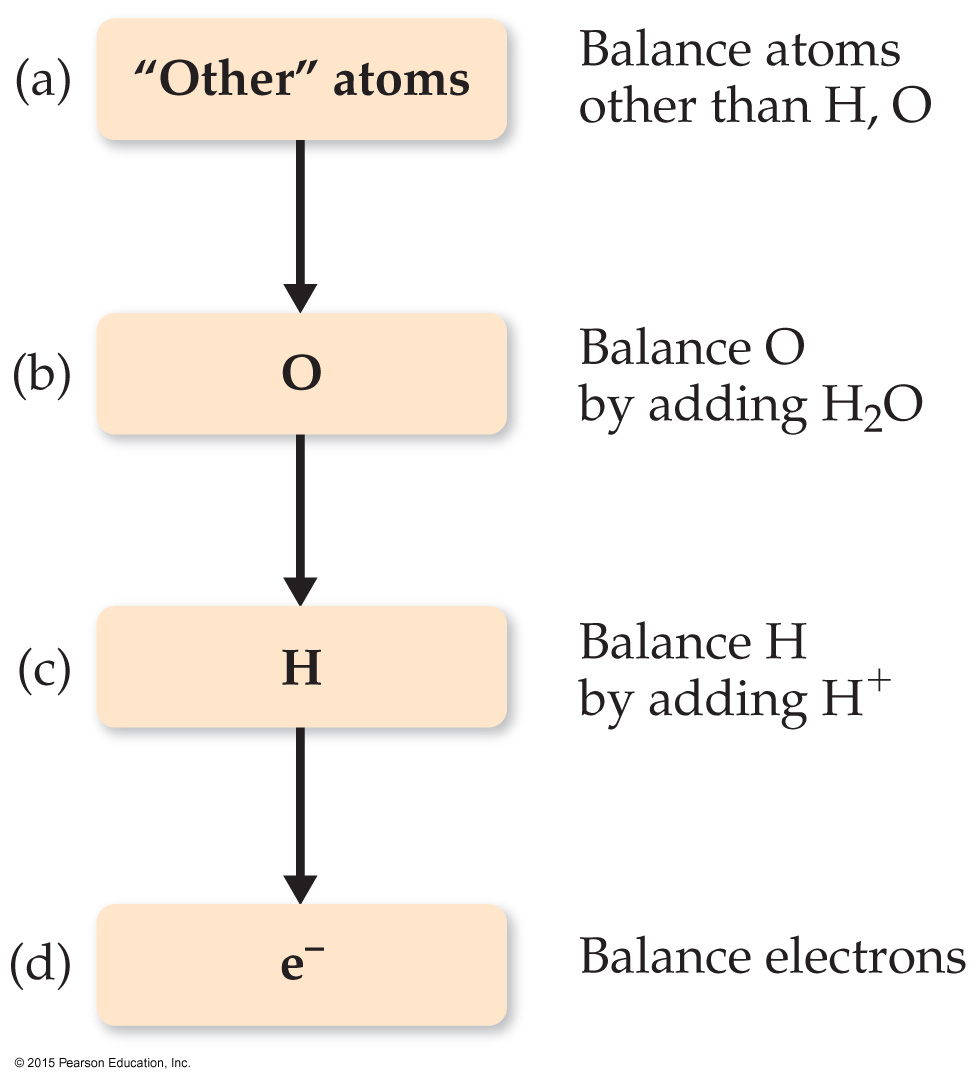 (a)
“Other” atoms
Balance atoms
other than H, O
(b)
O
Balance O
by adding H₂O
(c)
H
Balance H
by adding H⁺
(d)
e⁻
Balance electrons
© 2015 Pearson Education, Inc.